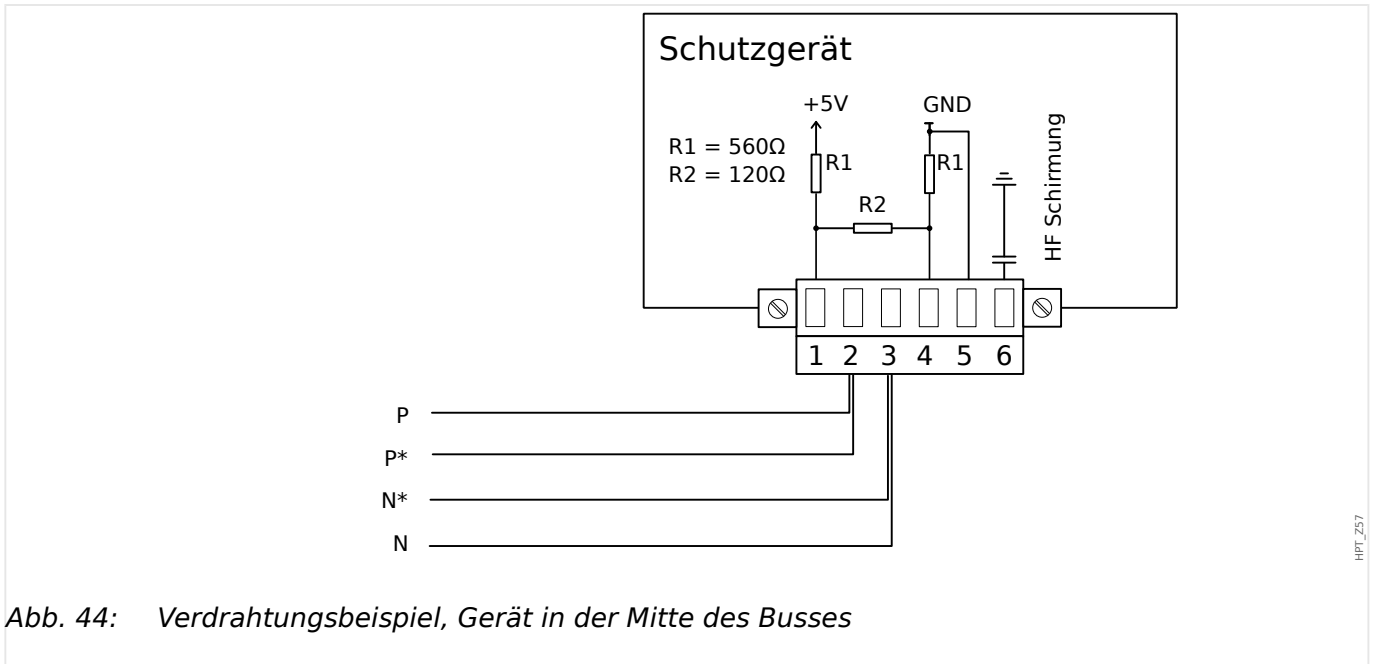 Schutzgerät
+5V
GND
R1 = 560Ω
R2 = 120Ω
R1
R1
R2
HF Schirmung
1 2 3 4 5 6
P
P*
N*
N
HPT_Z57
Abb. 44: Verdrahtungsbeispiel, Gerät in der Mitte des Busses